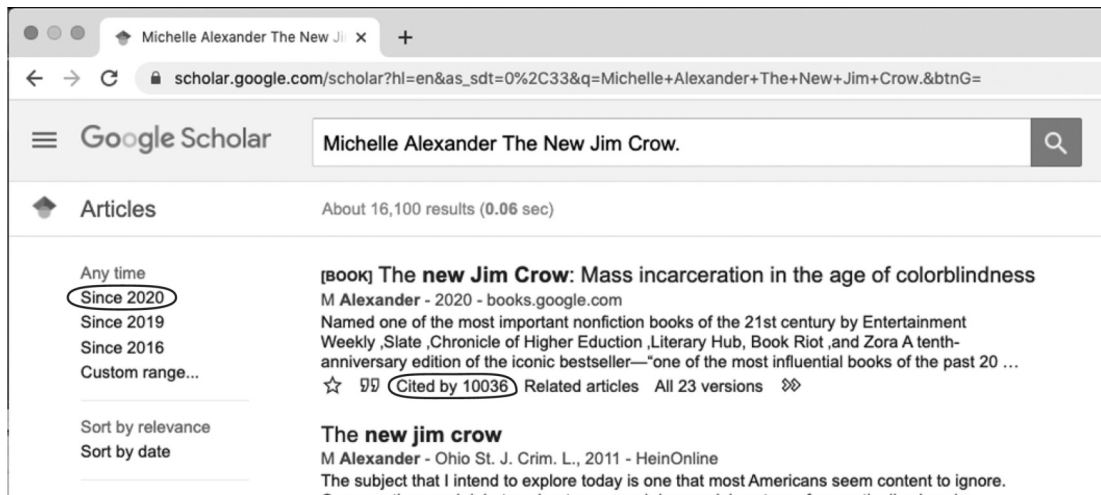 Michelle Alexander The New Ji
scholar.google.com/scholar?hl=en&as_sdt=0%2C33&q=Michelle+Alexander+The+New+Jim+Crow.&btnG=
Google Scholar
Michelle Alexander The New Jim Crow.
Articles
About 16,100 results (0.06 sec)
Any time
Since 2020
Since 2019
Since 2016
Custom range...
Sort by relevance
Sort by date
[BOOK] The new Jim Crow: Mass incarceration in the age of colorblindness
M Alexander - 2020 - books.google.com
Named one of the most important nonfiction books of the 21st century by Entertainment
Weekly ,Slate ,Chronicle of Higher Eduction ,Literary Hub, Book Riot ,and Zora A tenth-
anniversary edition of the iconic bestseller—“one of the most influential books of the past 20 …
Cited by 10036 Related articles All 23 versions
The new jim crow
M Alexander - Ohio St. J. Crim. L., 2011 - HeinOnline
The subject that I intend to explore today is one that most Americans seem content to ignore.